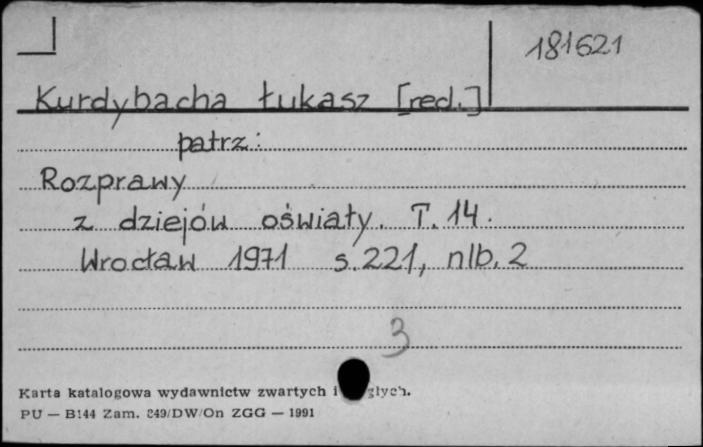 181621
Kurdybacha Łukasz [red.]
patrz:
Rozprawy
z dziejów oświaty. T. 14.
Wrocław 1971 s. 221, nlb. 2
3
Karta katalogowa wydawnictw zwartych i
PU — B144 Zam. 249/DW/On ZGG — 1991